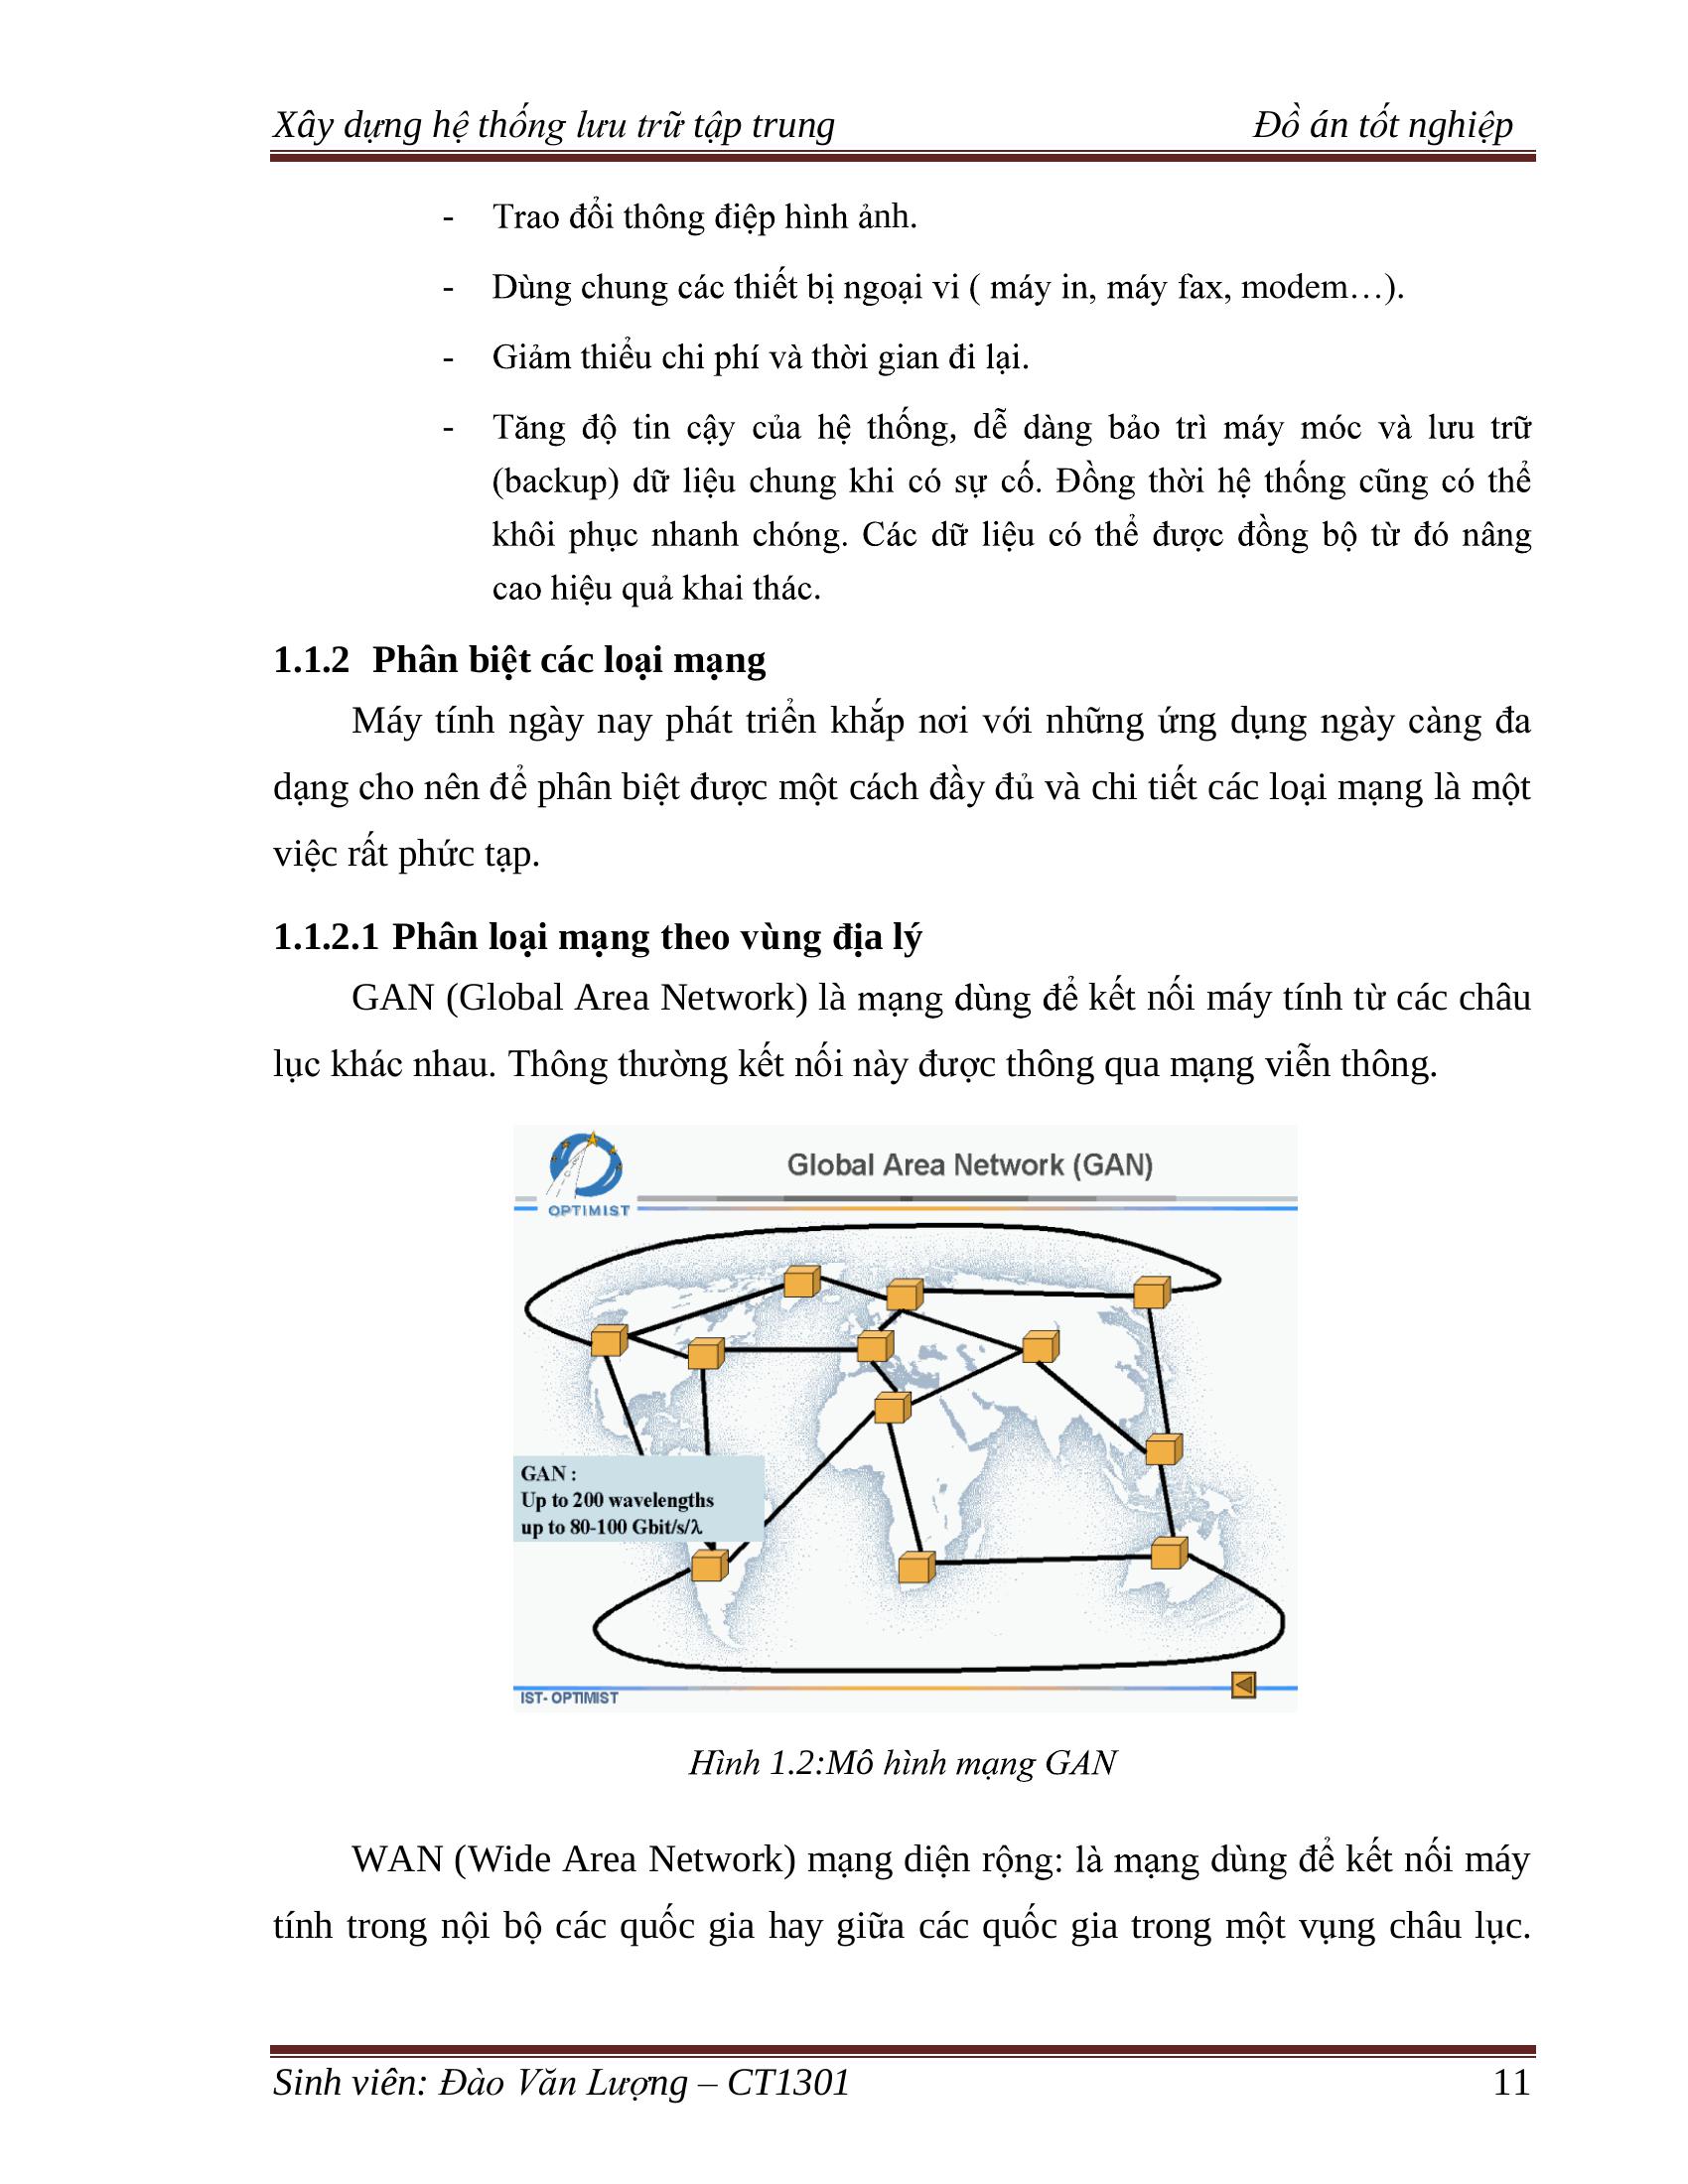 Xây dựng hệ thống lưu trữ tập trung Đồ án tốt nghiệp
- Trao đổi thông điệp hình ảnh.
- Dùng chung các thiết bị ngoại vi ( máy in, máy fax, modem…).
- Giảm thiểu chi phí và thời gian đi lại.
- Tăng độ tin cậy của hệ thống, dễ dàng bảo trì máy móc và lưu trữ
(backup) dữ liệu chung khi có sự cố. Đồng thời hệ thống cũng có thể
khôi phục nhanh chóng. Các dữ liệu có thể được đồng bộ từ đó nâng
cao hiệu quả khai thác.
1.1.2 Phân biệt các loại mạng
Máy tính ngày nay phát triển khắp nơi với những ứng dụng ngày càng đa
dạng cho nên để phân biệt được một cách đầy đủ và chi tiết các loại mạng là một
việc rất phức tạp.
1.1.2.1 Phân loại mạng theo vùng địa lý
GAN (Global Area Network) là mạng dùng để kết nối máy tính từ các châu
lục khác nhau. Thông thường kết nối này được thông qua mạng viễn thông.
Global Area Network (GAN)
OPTIMIST
GAN :
Up to 200 wavelengths
up to 80-100 Gbit/s/λ
IST- OPTIMIST
Hình 1.2:Mô hình mạng GAN
WAN (Wide Area Network) mạng diện rộng: là mạng dùng để kết nối máy
tính trong nội bộ các quốc gia hay giữa các quốc gia trong một vụng châu lục.
Sinh viên: Đào Văn Lượng – CT1301 11